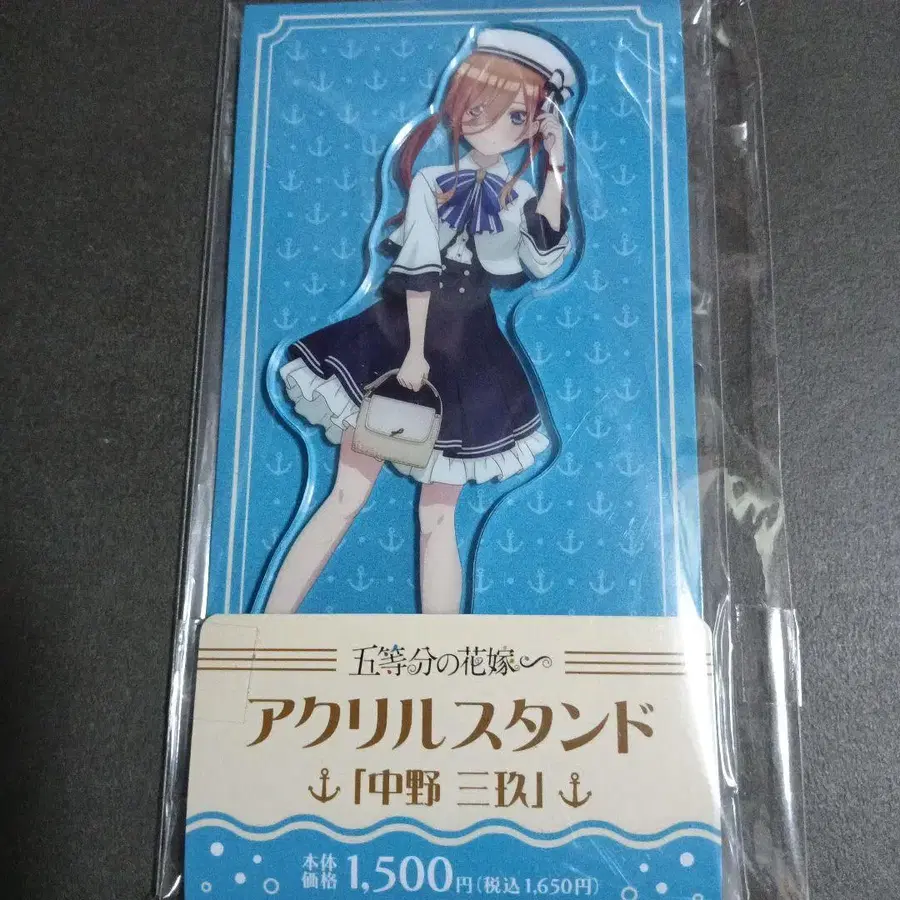 五等分の花嫁～
アクリルスタンド
「中野 三玖」
本体価格 1,500円(税込1,650円)